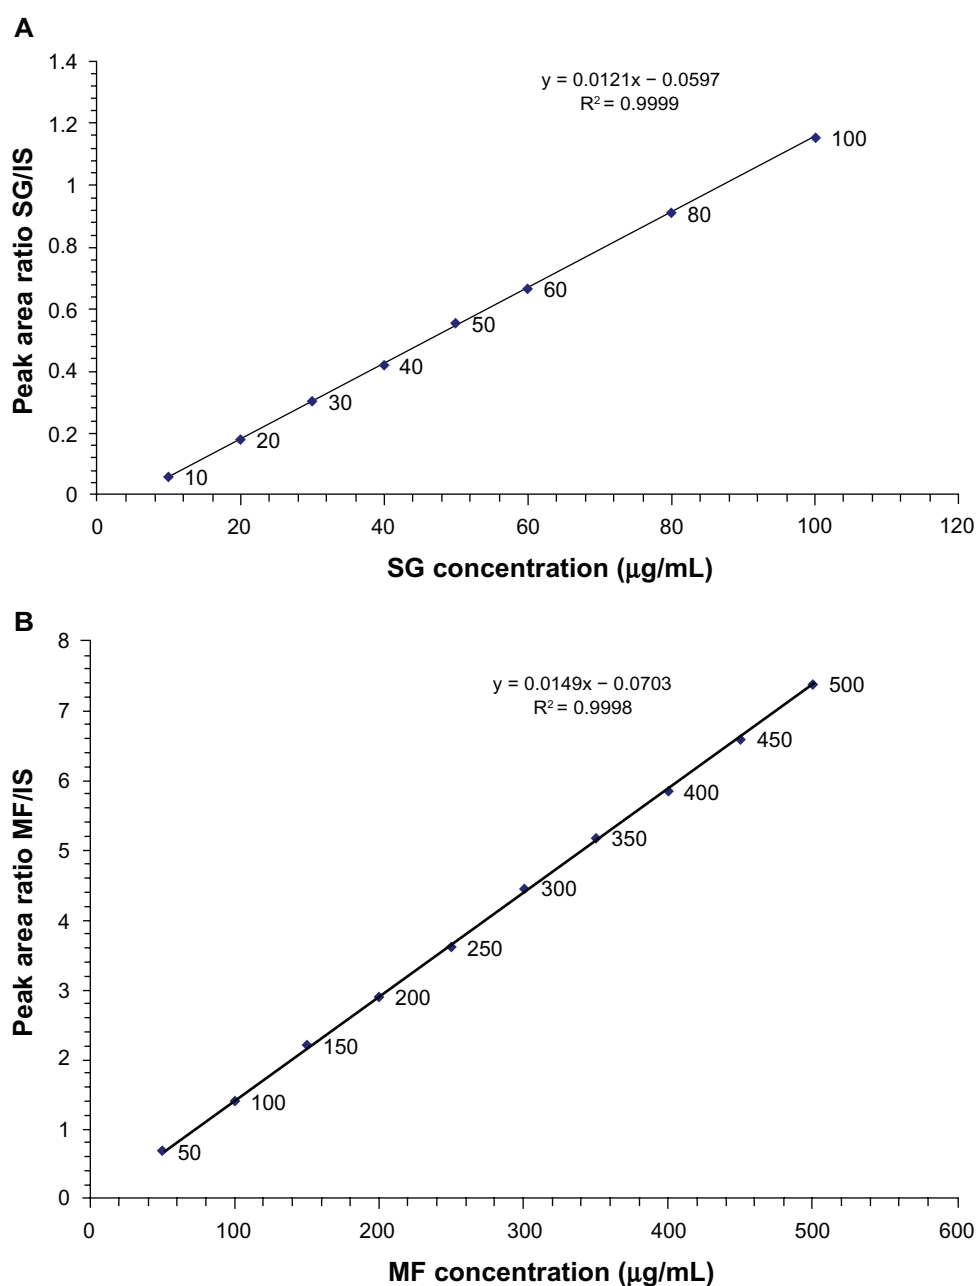 A
1.4
1.2
1
0.8
0.6
0.4
0.2
0
Peak area ratio SG/IS
y = 0.0121x − 0.0597
R² = 0.9999
100
80
60
50
40
30
20
10
0 20 40 60 80 100 120
SG concentration (μg/mL)
B
8
7
6
5
4
3
2
1
0
Peak area ratio MF/IS
y = 0.0149x − 0.0703
R² = 0.9998
500
450
400
350
300
250
200
150
100
50
0 100 200 300 400 500 600
MF concentration (μg/mL)